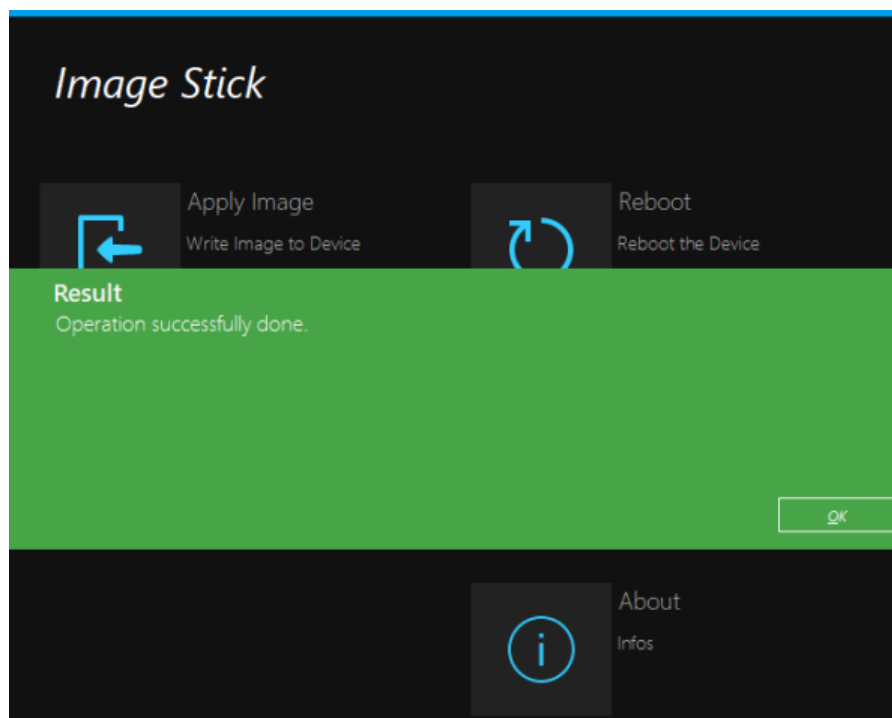 Image Stick
Apply Image
Write Image to Device
Reboot
Reboot the Device
Result
Operation successfully done.
OK
About
Infos